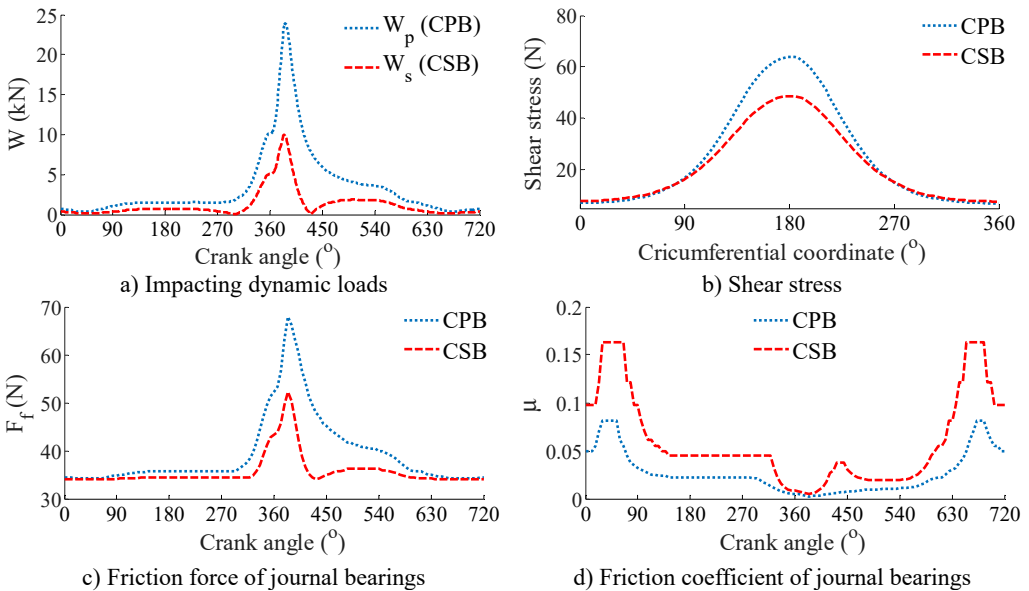 25
20
15
10
5
0
W (kN)
W_p (CPB)
W_s (CSB)
0 90 180 270 360 450 540 630 720
Crank angle (°)
a) Impacting dynamic loads
80
60
40
20
Shear stress (N)
CPB
CSB
0 90 180 270 360
Cricumferential coordinate (°)
b) Shear stress
70
60
50
40
30
F_f (N)
CPB
CSB
0 90 180 270 360 450 540 630 720
Crank angle (°)
c) Friction force of journal bearings
0.2
0.15
0.1
0.05
0
μ
CPB
CSB
0 90 180 270 360 450 540 630 720
Crank angle (°)
d) Friction coefficient of journal bearings